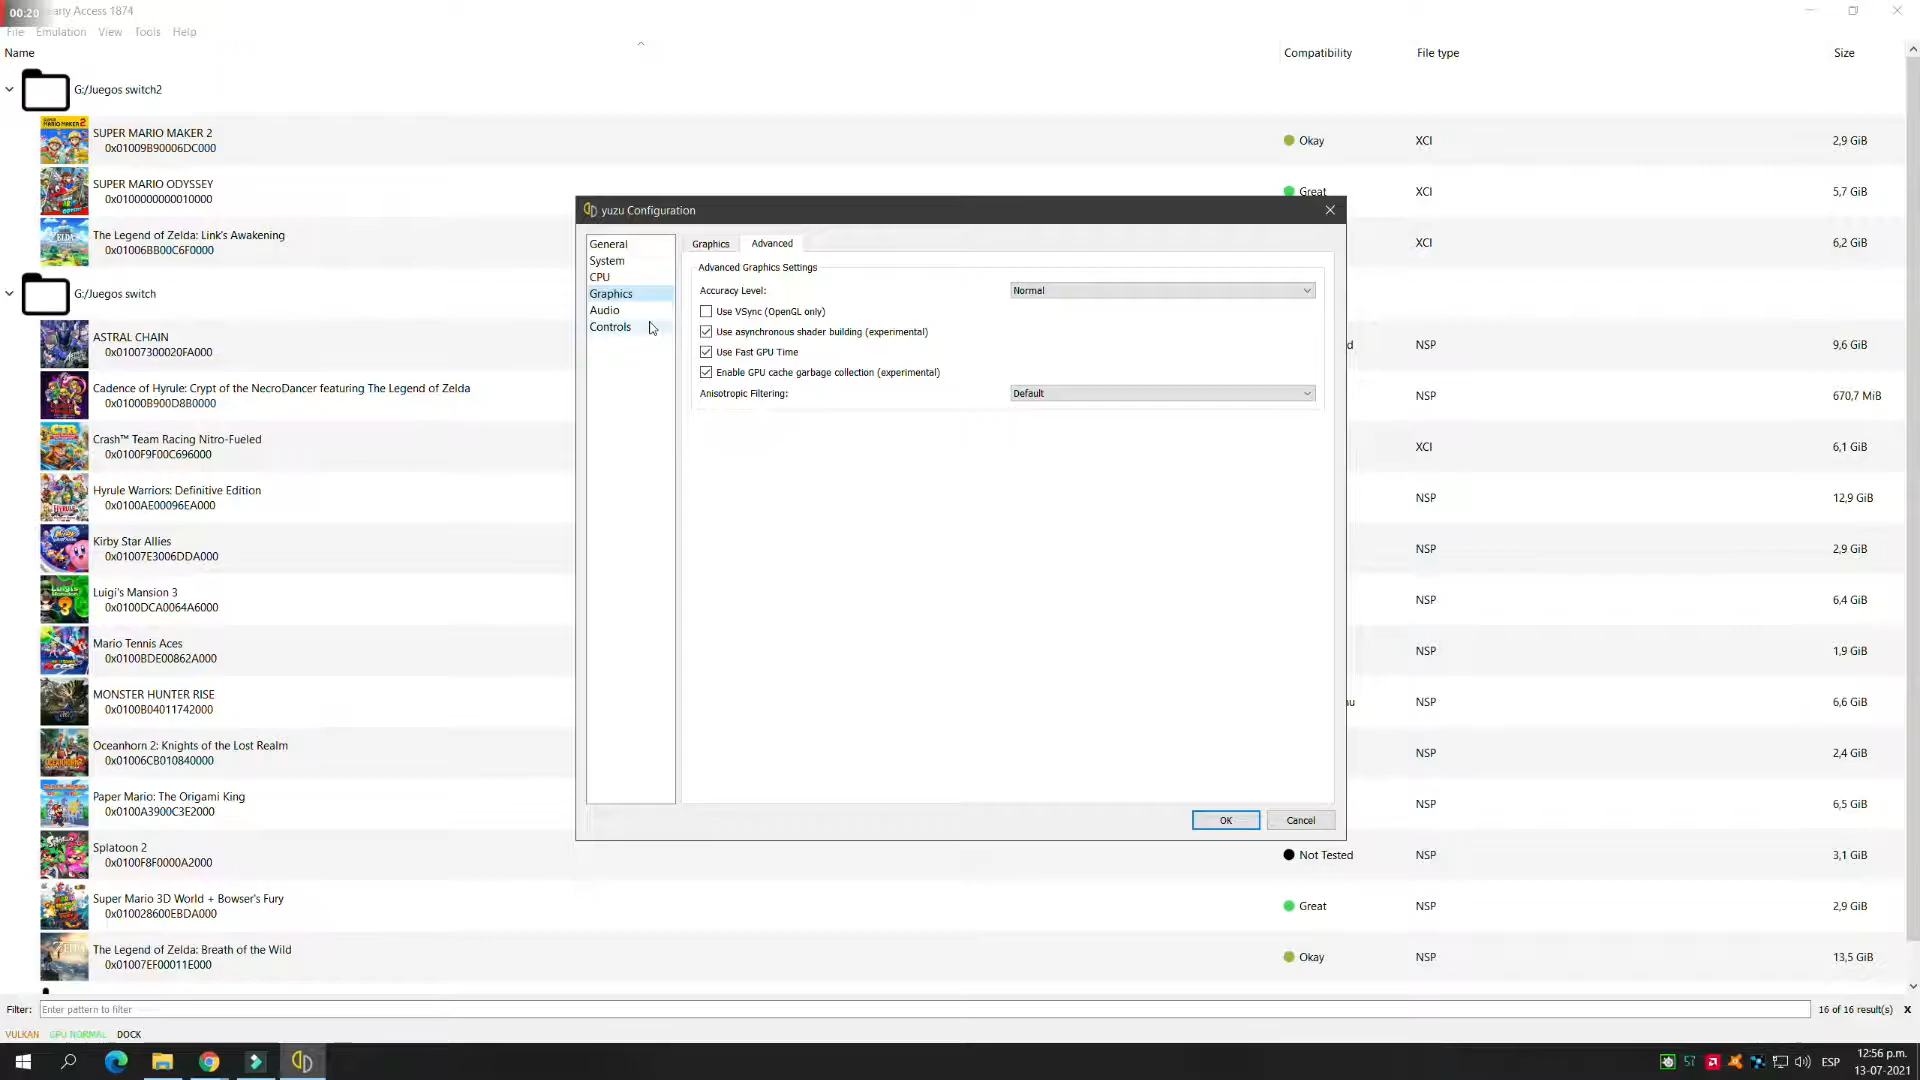 00:20
arty Access 1874
File Emulation View Tools Help
Name Compatibility File type Size
G:/Juegos switch2
SUPER MARIO MAKER 2
0x01009B90006DC000
Okay XCI 2,9 GiB
SUPER MARIO ODYSSEY
0x0100000000010000
Great XCI 5,7 GiB
The Legend of Zelda: Link's Awakening
0x01006BB00C6F0000
XCI 6,2 GiB
G:/Juegos switch
ASTRAL CHAIN
0x01007300020FA000
d NSP 9,6 GiB
Cadence of Hyrule: Crypt of the NecroDancer featuring The Legend of Zelda
0x01000B900D8B0000
NSP 670,7 MiB
Crash™ Team Racing Nitro-Fueled
0x0100F9F00C696000
XCI 6,1 GiB
Hyrule Warriors: Definitive Edition
0x0100AE00096EA000
NSP 12,9 GiB
Kirby Star Allies
0x01007E3006DDA000
NSP 2,9 GiB
Luigi's Mansion 3
0x0100DCA0064A6000
NSP 6,4 GiB
Mario Tennis Aces
0x0100BDE00862A000
NSP 1,9 GiB
MONSTER HUNTER RISE
0x0100B04011742000
NSP 6,6 GiB
Oceanhorn 2: Knights of the Lost Realm
0x01006CB010840000
NSP 2,4 GiB
Paper Mario: The Origami King
0x0100A3900C3E2000
NSP 6,5 GiB
Splatoon 2
0x0100F8F0000A2000
Not Tested NSP 3,1 GiB
Super Mario 3D World + Bowser's Fury
0x010028600EBDA000
Great NSP 2,9 GiB
The Legend of Zelda: Breath of the Wild
0x01007EF00011E000
Okay NSP 13,5 GiB
yuzu Configuration
General
System
CPU
Graphics
Audio
Controls
Graphics Advanced
Advanced Graphics Settings
Accuracy Level: Normal
Use VSync (OpenGL only)
Use asynchronous shader building (experimental)
Use Fast GPU Time
Enable GPU cache garbage collection (experimental)
Anisotropic Filtering: Default
OK Cancel
Filter: Enter pattern to filter 16 of 16 result(s) X
VULKAN GPU NORMAL DOCK
57 ESP 12:56 p.m.
13-07-2021